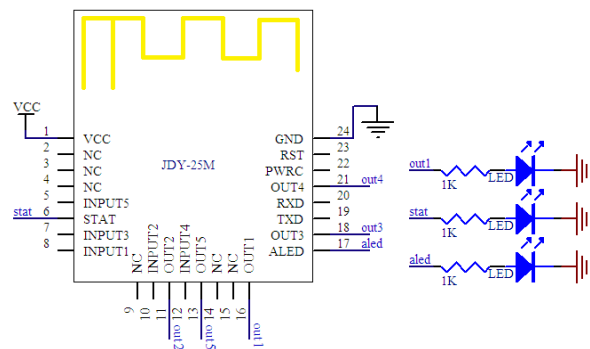 VCC
1 VCC GND 24
2 NC RST 23
3 NC JDY-25M PWRC 22
4 NC OUT4 21 out4
5 INPUT5 RXD 20
stat 6 STAT TXD 19
7 INPUT3 OUT3 18 out3
8 INPUT1 ALED 17 aled
NC INPUT2 OUT2 INPUT4 OUT5 NC NC OUT1
9 10 11 12 13 14 15 16
out2 out5 out1
out1 1K LED
stat 1K LED
aled 1K LED